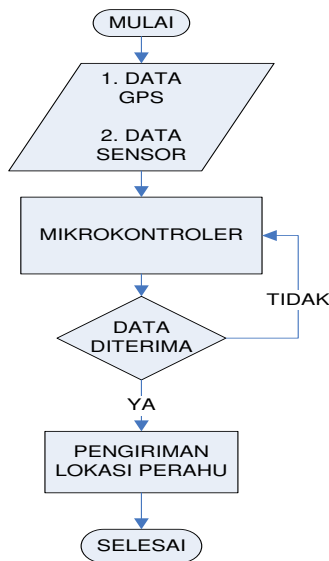 MULAI
1. DATA
GPS
2. DATA
SENSOR
MIKROKONTROLER
TIDAK
DATA
DITERIMA
YA
PENGIRIMAN
LOKASI PERAHU
SELESAI